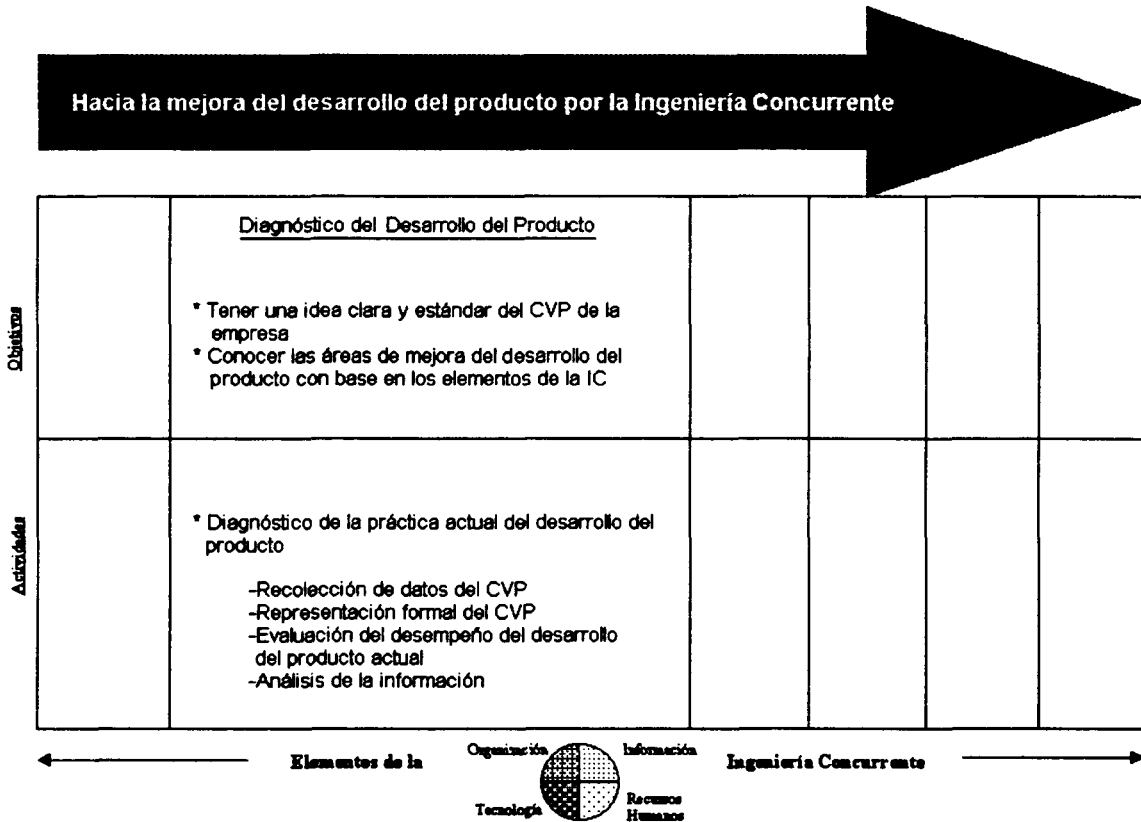 Hacia la mejora del desarrollo del producto por la Ingeniería Concurrente
Objetivos
Diagnóstico del Desarrollo del Producto
* Tener una idea clara y estándar del CVP de la
empresa
* Conocer las áreas de mejora del desarrollo del
producto con base en los elementos de la IC
Actividades
* Diagnóstico de la práctica actual del desarrollo del
producto
-Recolección de datos del CVP
-Representación formal del CVP
-Evaluación del desempeño del desarrollo
del producto actual
-Análisis de la información
Elementos de la
Organización
Información
Ingeniería Concurrente
Tecnología
Recursos
Humanos